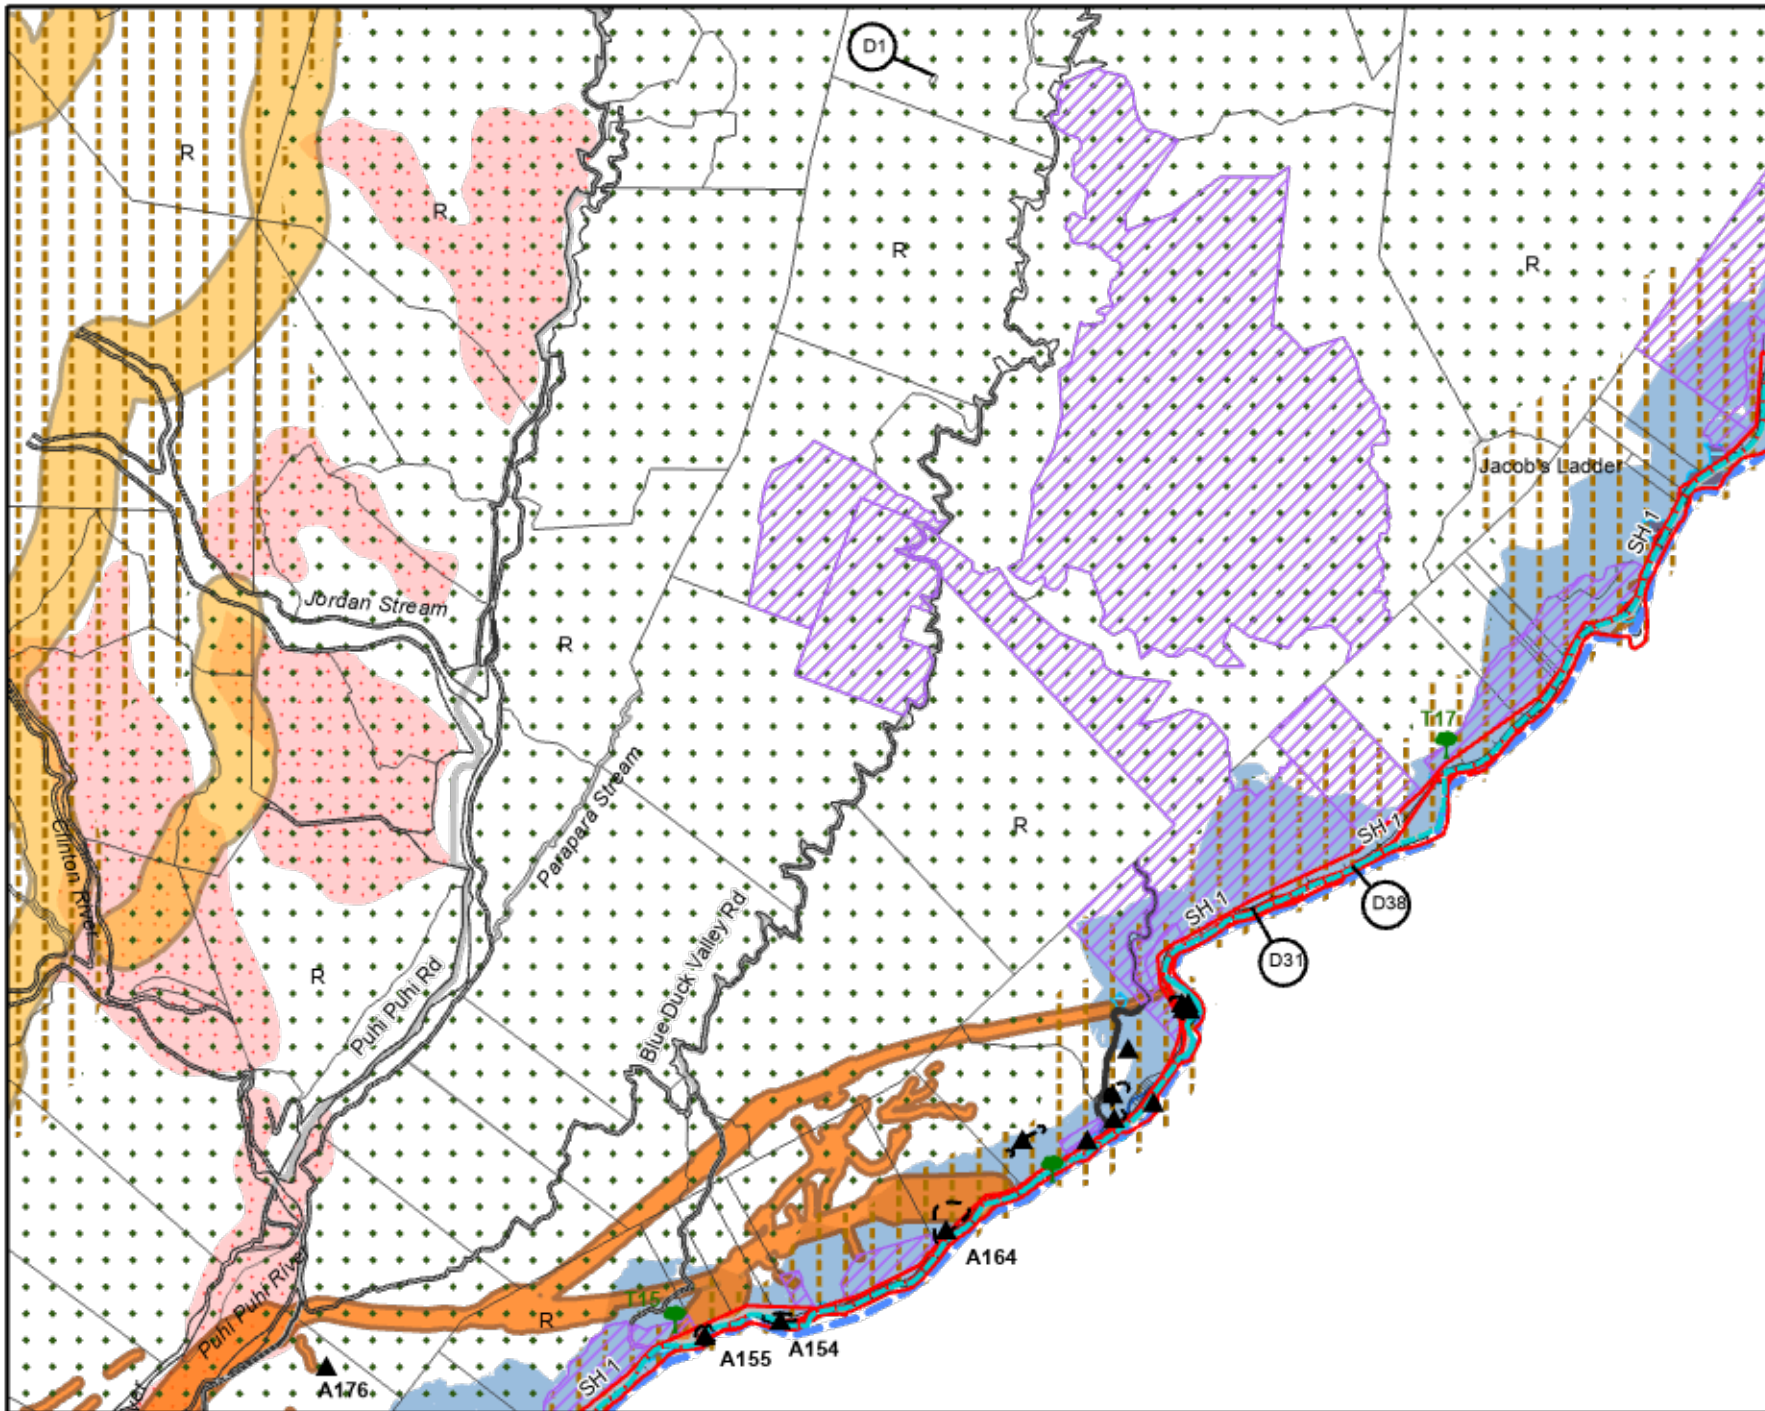 D1
R
R
R
R
Jacob's Ladder
SH 1
Jordan Stream
R
T17
Parapara Stream
R
SH 1
Clinton River
D38
SH 1
Blue Duck Valley Rd
D31
R
Puhi Puhi Rd
A164
Puhi Puhi River
T15
R
A154
A155
A176
SH 1